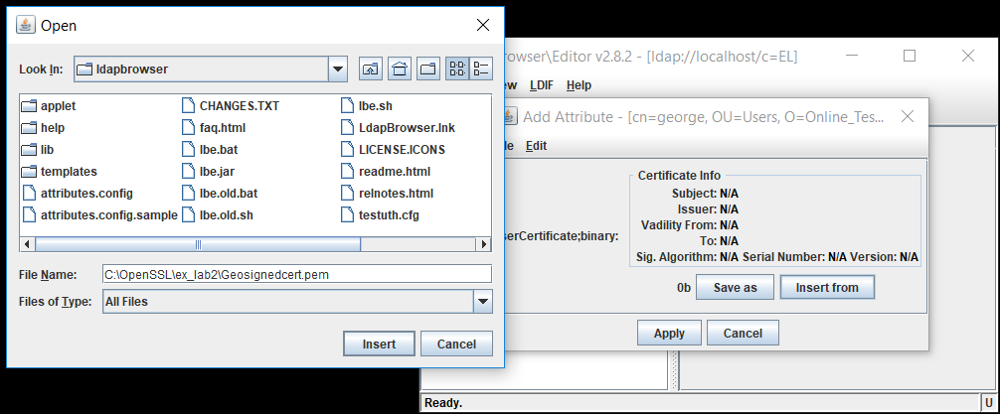 Open
Look In:
ldapbrowser
applet
help
lib
templates
attributes.config
attributes.config.sample
CHANGES.TXT
faq.html
lbe.bat
lbe.jar
lbe.old.bat
lbe.old.sh
lbe.sh
LdapBrowser.lnk
LICENSE.ICONS
readme.html
relnotes.html
testuth.cfg
File Name: C:\OpenSSL\ex_lab2\Geosignedcert.pem
Files of Type: All Files
Insert Cancel
rowser\Editor v2.8.2 - [ldap://localhost/c=EL]
ew LDIF Help
Add Attribute - [cn=george, OU=Users, O=Online_Tes...
le Edit
serCertificate;binary:
Certificate Info
Subject: N/A
Issuer: N/A
Vadility From: N/A
To: N/A
Sig. Algorithm: N/A Serial Number: N/A Version: N/A
0b Save as Insert from
Apply Cancel
Ready. U